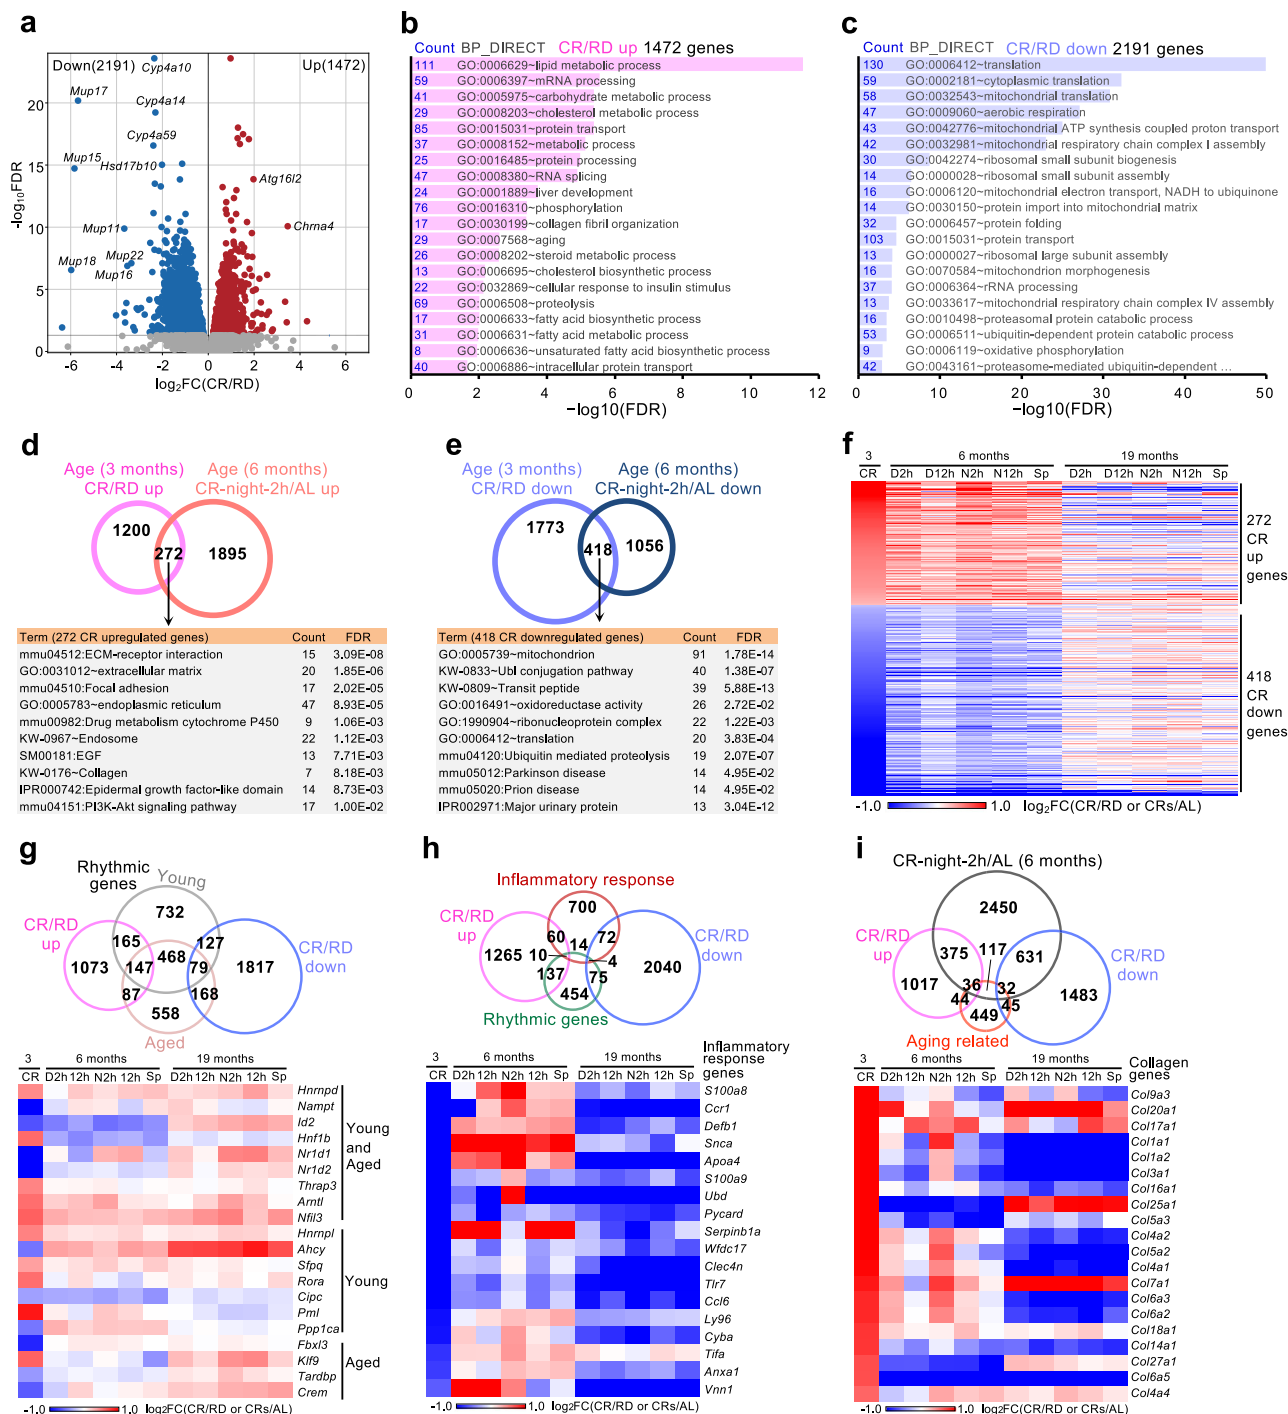 a
Down(2191)
Up(1472)
Cyp4a10
Mup17
Cyp4a14
Cyp4a59
Mup15
Hsd17b10
Atg16l2
Mup11
Chrna4
Mup18
Mup22
Mup16
-log10FDR
20
15
10
5
0
-6 -4 -2 0 2 4 6
log2FC(CR/RD)
b
Count BP_DIRECT CR/RD up 1472 genes
111 GO:0006629~lipid metabolic process
59 GO:0006397~mRNA processing
41 GO:0005975~carbohydrate metabolic process
29 GO:0008203~cholesterol metabolic process
85 GO:0015031~protein transport
37 GO:0008152~metabolic process
25 GO:0016485~protein processing
47 GO:0008380~RNA splicing
24 GO:0001889~liver development
76 GO:0016310~phosphorylation
17 GO:0030199~collagen fibril organization
29 GO:0007568~aging
26 GO:0008202~steroid metabolic process
13 GO:0006695~cholesterol biosynthetic process
22 GO:0032869~cellular response to insulin stimulus
69 GO:0006508~proteolysis
17 GO:0006633~fatty acid biosynthetic process
31 GO:0006631~fatty acid metabolic process
8 GO:0006636~unsaturated fatty acid biosynthetic process
40 GO:0006886~intracellular protein transport
0 2 4 6 8 10 12
−log10(FDR)
c
Count BP_DIRECT CR/RD down 2191 genes
130 GO:0006412~translation
59 GO:0002181~cytoplasmic translation
58 GO:0032543~mitochondrial translation
47 GO:0009060~aerobic respiration
43 GO:0042776~mitochondrial ATP synthesis coupled proton transport
42 GO:0032981~mitochondrial respiratory chain complex I assembly
30 GO:0042274~ribosomal small subunit biogenesis
14 GO:0000028~ribosomal small subunit assembly
16 GO:0006120~mitochondrial electron transport, NADH to ubiquinone
14 GO:0030150~protein import into mitochondrial matrix
32 GO:0006457~protein folding
103 GO:0015031~protein transport
13 GO:0000027~ribosomal large subunit assembly
16 GO:0070584~mitochondrion morphogenesis
37 GO:0006364~rRNA processing
13 GO:0033617~mitochondrial respiratory chain complex IV assembly
16 GO:0010498~proteasomal protein catabolic process
53 GO:0006511~ubiquitin-dependent protein catabolic process
9 GO:0006119~oxidative phosphorylation
42 GO:0043161~proteasome-mediated ubiquitin-dependent ...
0 10 20 30 40 50
−log10(FDR)
d
Age (3 months)
CR/RD up
Age (6 months)
CR-night-2h/AL up
1200
272
1895
Term (272 CR upregulated genes) Count FDR
mmu04512:ECM-receptor interaction 15 3.09E-08
GO:0031012~extracellular matrix 20 1.85E-06
mmu04510:Focal adhesion 17 2.02E-05
GO:0005783~endoplasmic reticulum 47 8.93E-05
mmu00982:Drug metabolism cytochrome P450 9 1.06E-03
KW-0967~Endosome 22 1.12E-03
SM00181:EGF 13 7.71E-03
KW-0176~Collagen 7 8.18E-03
IPR000742:Epidermal growth factor-like domain 14 8.73E-03
mmu04151:PI3K-Akt signaling pathway 17 1.00E-02
e
Age (3 months)
CR/RD down
Age (6 months)
CR-night-2h/AL down
1773
418
1056
Term (418 CR downregulated genes) Count FDR
GO:0005739~mitochondrion 91 1.78E-14
KW-0833~Ubl conjugation pathway 40 1.38E-07
KW-0809~Transit peptide 39 5.88E-13
GO:0016491~oxidoreductase activity 26 2.72E-02
GO:1990904~ribonucleoprotein complex 22 1.22E-03
GO:0006412~translation 20 3.83E-04
mmu04120:Ubiquitin mediated proteolysis 19 2.07E-07
mmu05012:Parkinson disease 14 4.95E-02
mmu05020:Prion disease 14 4.95E-02
IPR002971:Major urinary protein 13 3.04E-12
f
3 6 months 19 months
CR D2h D12h N2h N12h Sp D2h D12h N2h N12h Sp
272
CR
up
genes
418
CR
down
genes
-1.0 1.0 log2FC(CR/RD or CRs/AL)
g
Rhythmic
genes
Young
CR/RD
up
CR/RD
down
Aged
732
165
127
468
1073
147
79
1817
87
168
558
3 6 months 19 months
CR D2h 12h N2h 12h Sp D2h 12h N2h 12h Sp
Hnrnpd
Nampt
Id2
Hnf1b
Nr1d1
Nr1d2
Thrap3
Arntl
Nfil3
Hnrnpl
Ahcy
Sfpq
Rora
Cipc
Pml
Ppp1ca
Fbxl3
Klf9
Tardbp
Crem
Young
and
Aged
Young
Aged
-1.0 1.0 log2FC(CR/RD or CRs/AL)
h
Inflammatory response
CR/RD
up
CR/RD
down
Rhythmic genes
700
60
14
72
1265
10
4
137
75
2040
454
3 6 months 19 months
CR D2h 12h N2h 12h Sp D2h 12h N2h 12h Sp
Inflammatory
response
genes
S100a8
Ccr1
Defb1
Snca
Apoa4
S100a9
Ubd
Pycard
Serpinb1a
Wfdc17
Clec4n
Tlr7
Ccl6
Ly96
Cyba
Tifa
Anxa1
Vnn1
-1.0 1.0 log2FC(CR/RD or CRs/AL)
i
CR-night-2h/AL (6 months)
CR/RD
up
CR/RD
down
Aging related
2450
375
117
631
1017
36
32
44
45
1483
449
3 6 months 19 months
CR D2h 12h N2h 12h Sp D2h 12h N2h 12h Sp
Collagen
genes
Col9a3
Col20a1
Col17a1
Col1a1
Col1a2
Col3a1
Col16a1
Col25a1
Col5a3
Col4a2
Col5a2
Col4a1
Col7a1
Col6a3
Col6a2
Col18a1
Col14a1
Col27a1
Col6a5
Col4a4
-1.0 1.0 log2FC(CR/RD or CRs/AL)